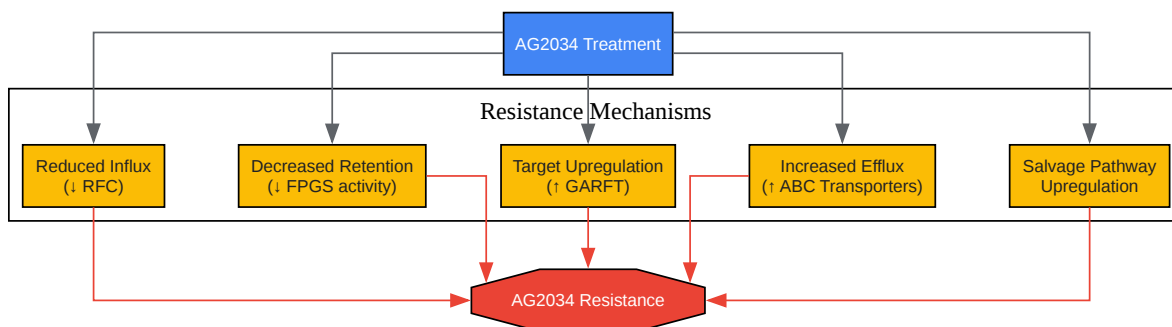 AG2034 Treatment
Resistance Mechanisms
Reduced Influx
(↓ RFC)
Decreased Retention
(↓ FPGS activity)
Target Upregulation
(↑ GARFT)
Increased Efflux
(↑ ABC Transporters)
Salvage Pathway
Upregulation
AG2034 Resistance